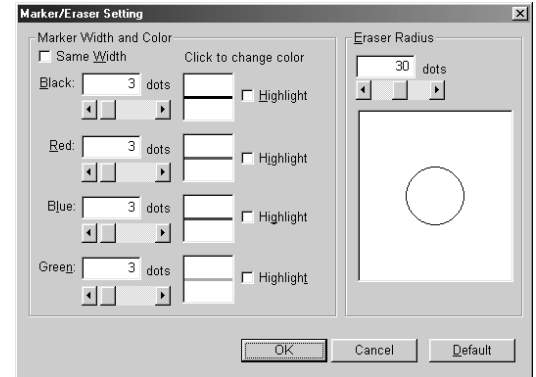 Marker/Eraser Setting
Marker Width and Color
Same Width Click to change color
Black: 3 dots Highlight
Red: 3 dots Highlight
Blue: 3 dots Highlight
Green: 3 dots Highlight
Eraser Radius
30 dots
OK Cancel Default